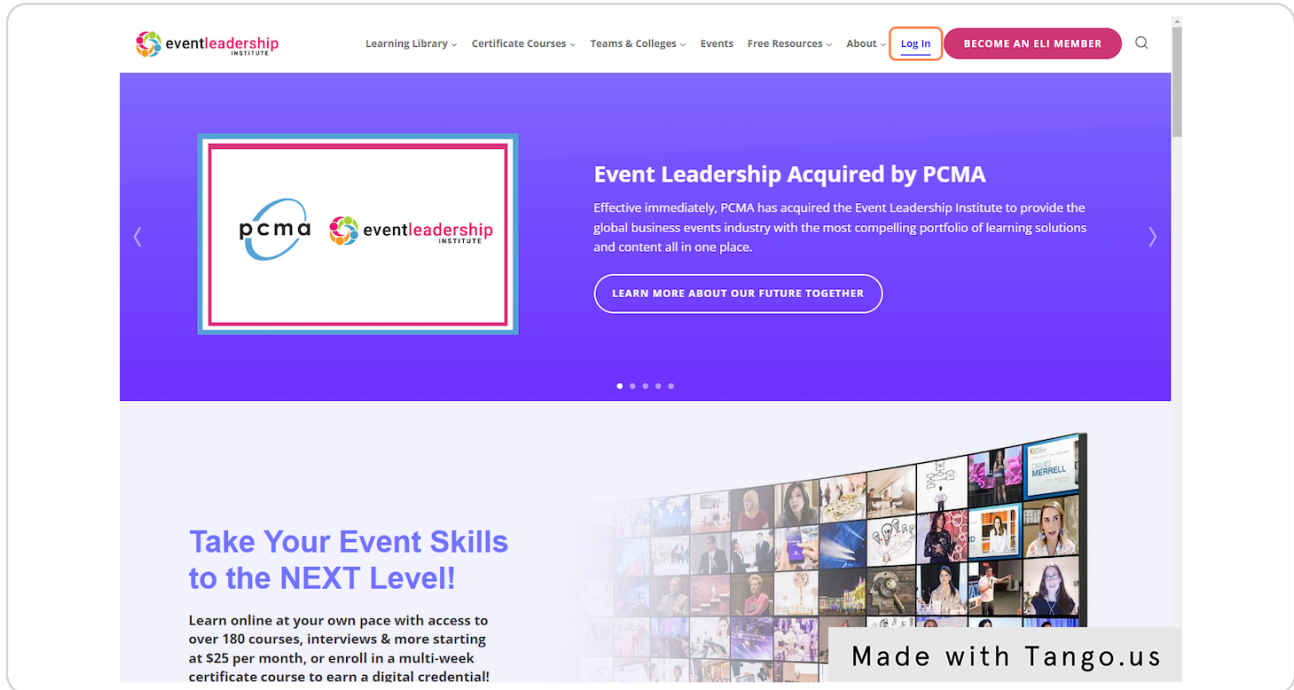 eventleadership
INSTITUTE
Learning Library Certificate Courses Teams & Colleges Events Free Resources About Log In BECOME AN ELI MEMBER
pcma eventleadership
INSTITUTE
Event Leadership Acquired by PCMA
Effective immediately, PCMA has acquired the Event Leadership Institute to provide the
global business events industry with the most compelling portfolio of learning solutions
and content all in one place.
LEARN MORE ABOUT OUR FUTURE TOGETHER
Take Your Event Skills
to the NEXT Level!
Learn online at your own pace with access to
over 180 courses, interviews & more starting
at $25 per month, or enroll in a multi-week
certificate course to earn a digital credential!
DAVID
MERRELL
Made with Tango.us